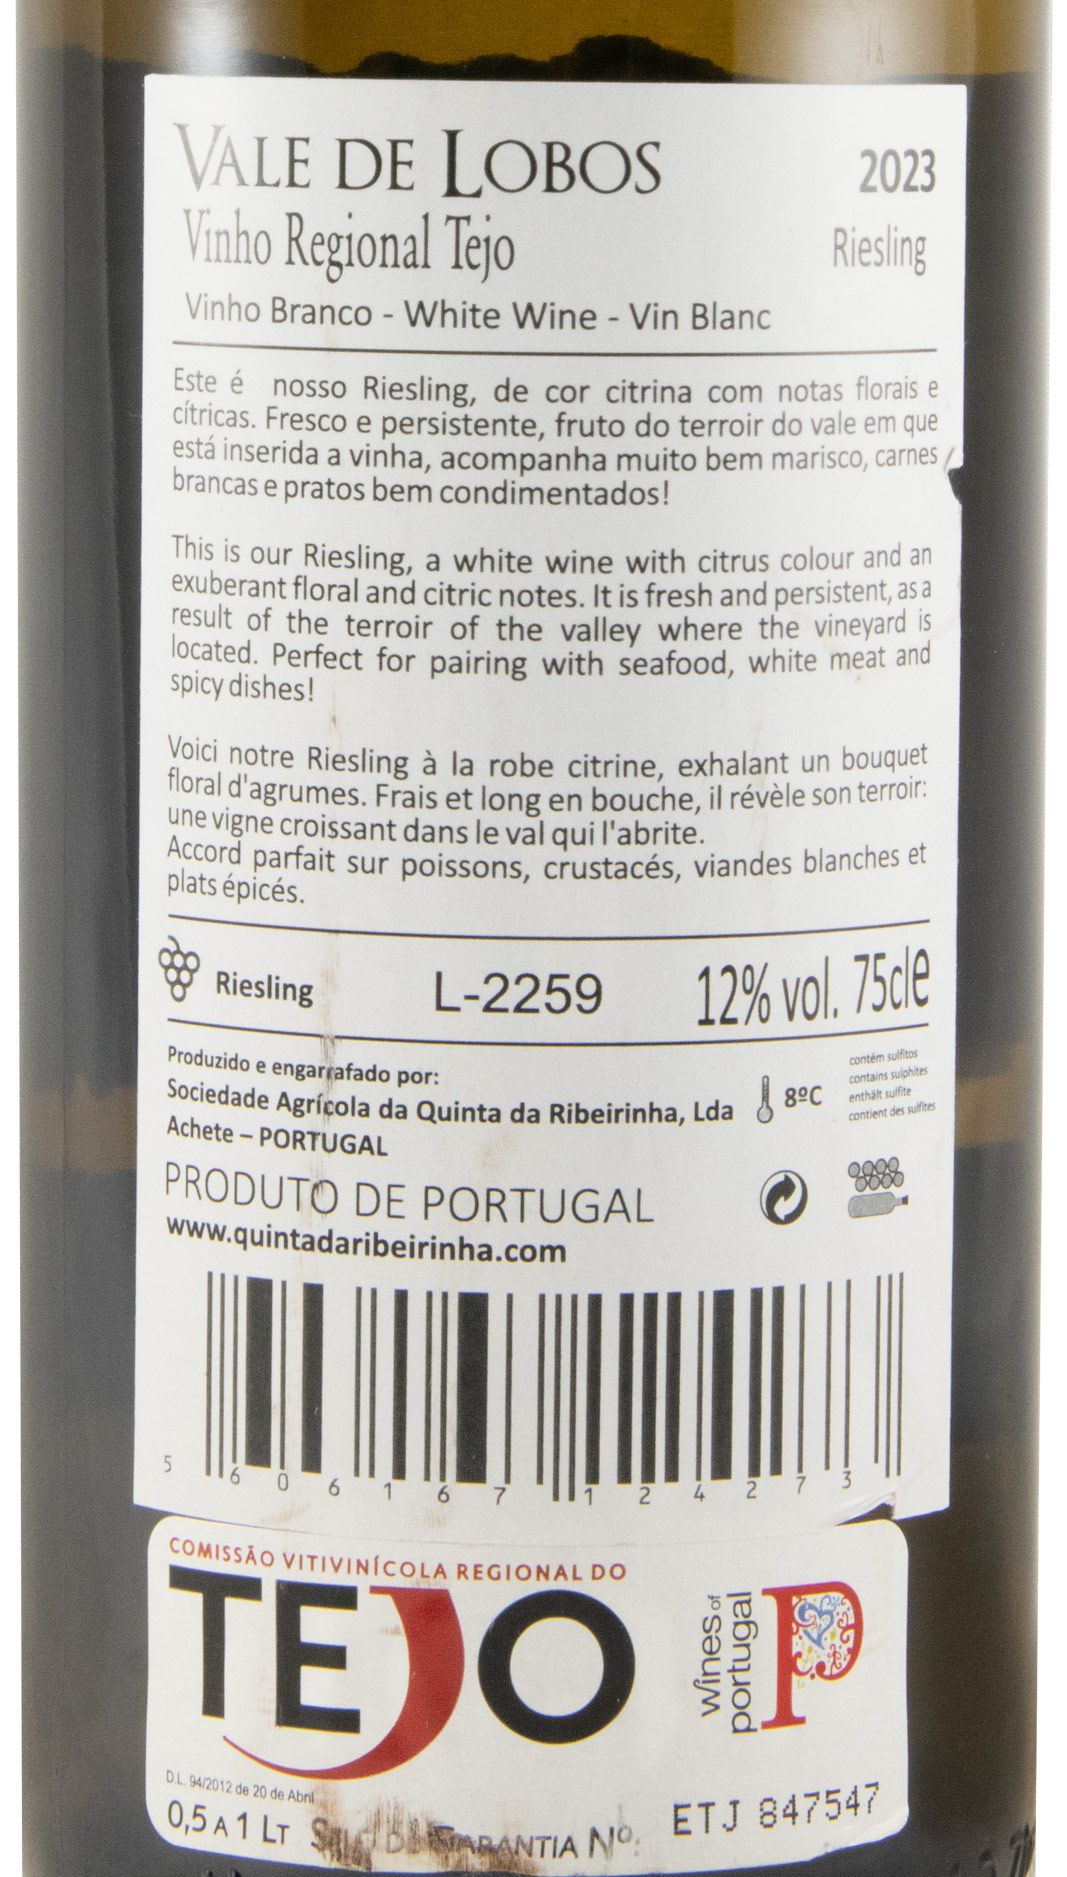 VALE DE LOBOS 2023
Vinho Regional Tejo Riesling
Vinho Branco - White Wine - Vin Blanc
Este é nosso Riesling, de cor citrina com notas florais e
cítricas. Fresco e persistente, fruto do terroir do vale em que
está inserida a vinha, acompanha muito bem marisco, carnes
brancas e pratos bem condimentados!
This is our Riesling, a white wine with citrus colour and an
exuberant floral and citric notes. It is fresh and persistent, as a
result of the terroir of the valley where the vineyard is
located. Perfect for pairing with seafood, white meat and
spicy dishes!
Voici notre Riesling à la robe citrine, exhalant un bouquet
floral d'agrumes. Frais et long en bouche, il révèle son terroir:
une vigne croissant dans le val qui l'abrite.
Accord parfait sur poissons, crustacés, viandes blanches et
plats épicés.
Riesling L-2259 12% vol. 75cle
Produzido e engarrafado por:
Sociedade Agrícola da Quinta da Ribeirinha, Lda
Achete – PORTUGAL
8ºC
contém sulfitos
contains sulphites
enthält sulfite
contient des sulfites
PRODUTO DE PORTUGAL
www.quintadaribeirinha.com
5 606167 124273
COMISSÃO VITIVINÍCOLA REGIONAL DO
TEJO
wines of
portugal
D.L. 94/2012 de 20 de Abril
0,5 A 1 LT SELO DE GARANTIA Nº. ETJ 847547